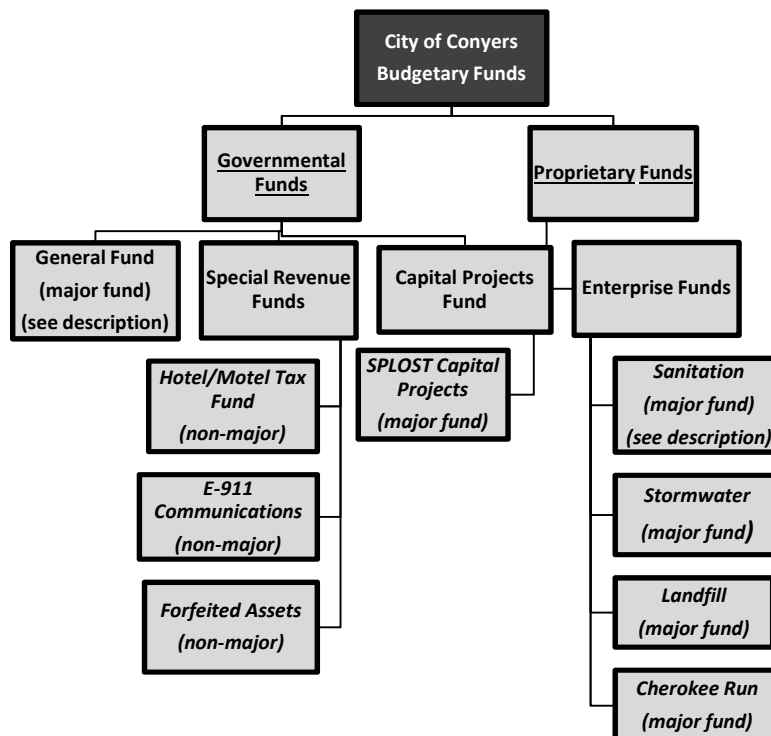 City of Conyers
Budgetary Funds
Governmental
Funds
Proprietary Funds
General Fund
(major fund)
(see description)
Special Revenue
Funds
Capital Projects
Fund
Enterprise Funds
Hotel/Motel Tax
Fund
(non-major)
SPLOST Capital
Projects
(major fund)
Sanitation
(major fund)
(see description)
E-911
Communications
(non-major)
Stormwater
(major fund)
Forfeited Assets
(non-major)
Landfill
(major fund)
Cherokee Run
(major fund)